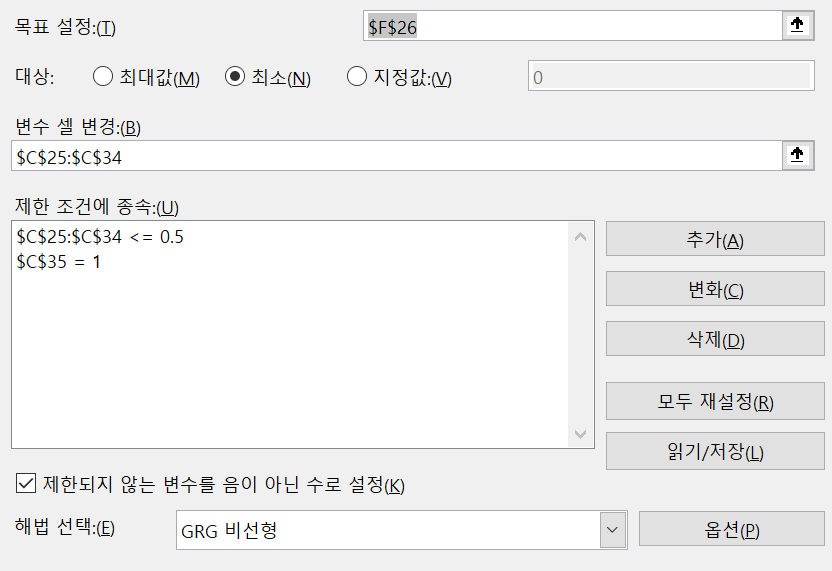 목표 설정:(T) $F$26
대상: 최대값(M) 최소(N) 지정값:(V) 0
변수 셀 변경:(B)
$C$25:$C$34
제한 조건에 종속:(U)
$C$25:$C$34 <= 0.5
$C$35 = 1
추가(A)
변화(C)
삭제(D)
모두 재설정(R)
읽기/저장(L)
제한되지 않는 변수를 음이 아닌 수로 설정(K)
해법 선택:(E) GRG 비선형 옵션(P)